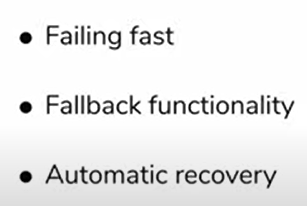 • Failing fast
• Fallback functionality
• Automatic recovery